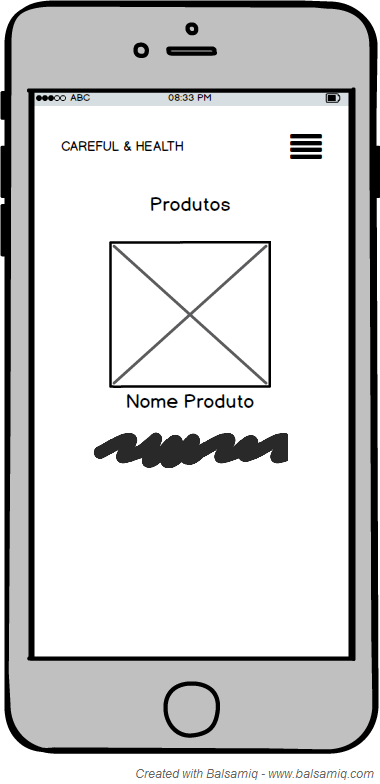 ABC 08:33 PM
CAREFUL & HEALTH
Produtos
Nome Produto
Created with Balsamiq - www.balsamiq.com